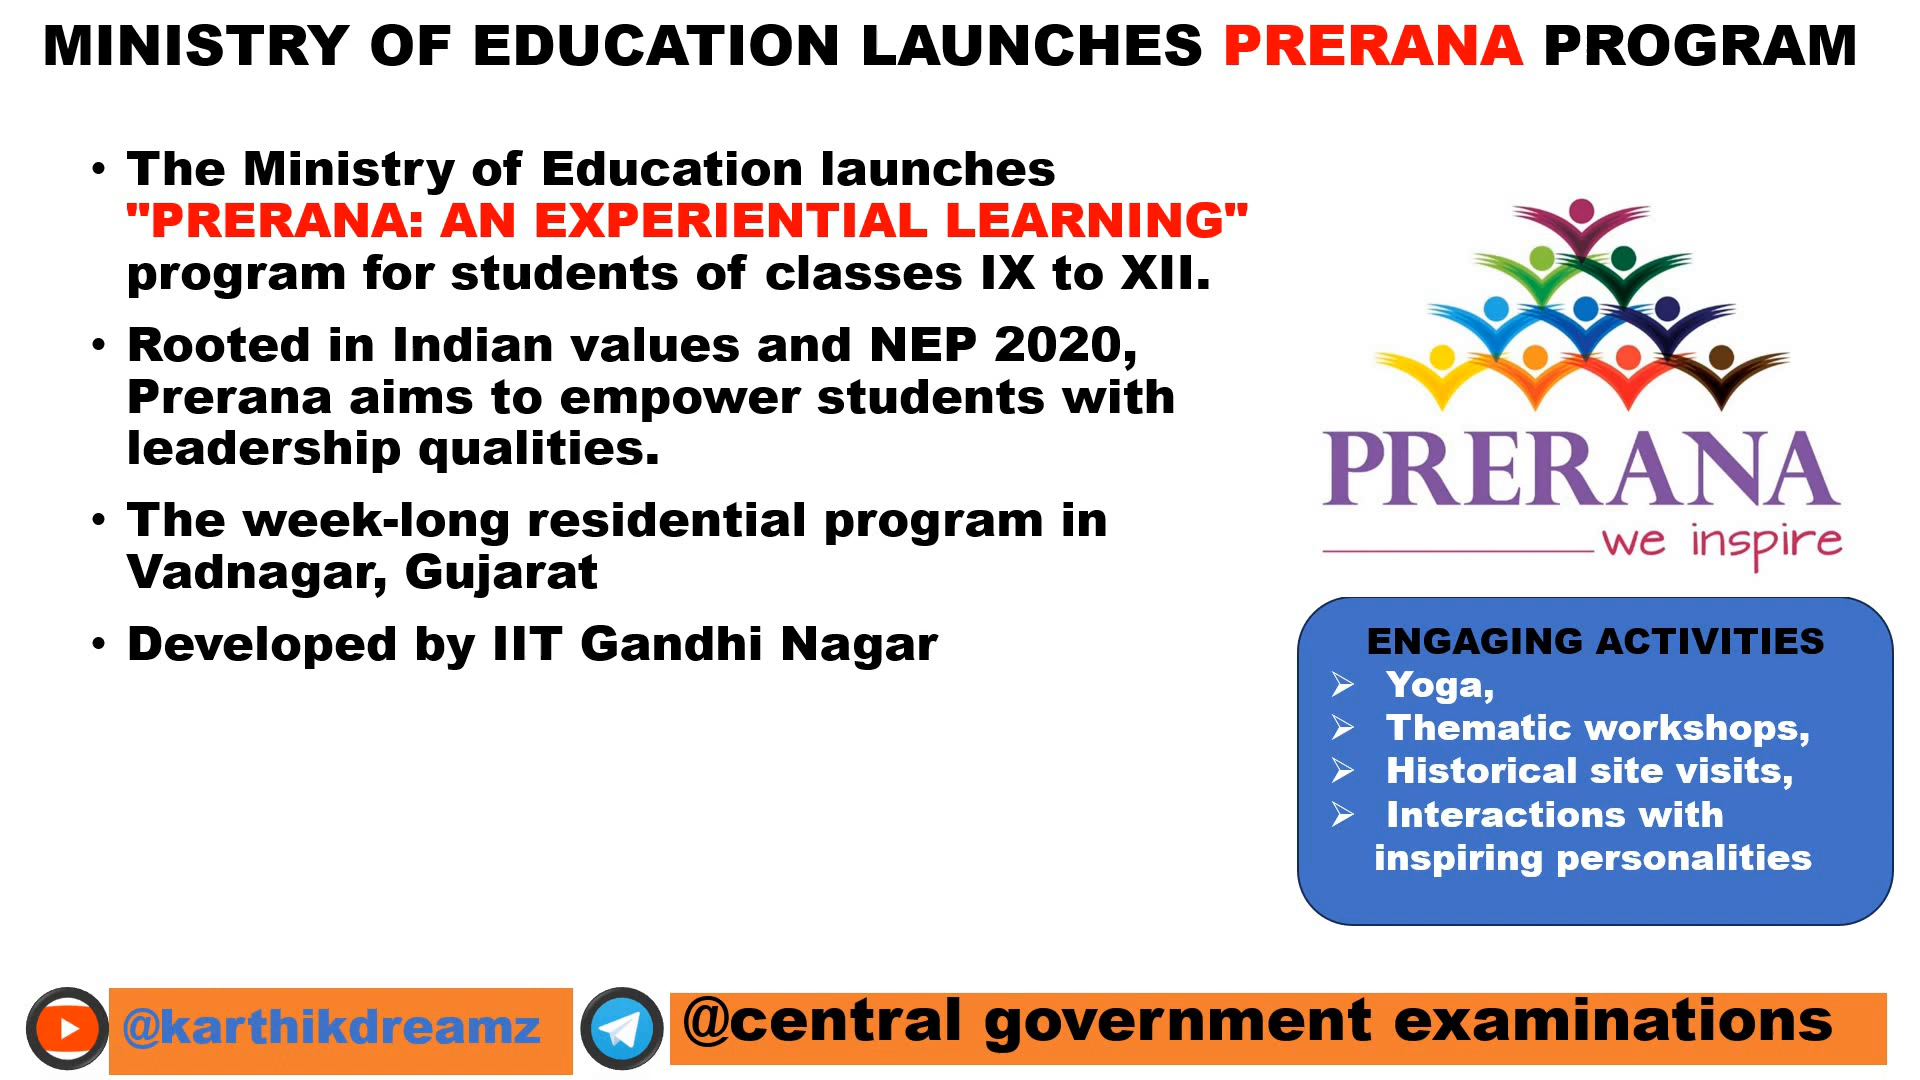 MINISTRY OF EDUCATION LAUNCHES PRERANA PROGRAM
• The Ministry of Education launches
"PRERANA: AN EXPERIENTIAL LEARNING"
program for students of classes IX to XII.
• Rooted in Indian values and NEP 2020,
Prerana aims to empower students with
leadership qualities.
• The week-long residential program in
Vadnagar, Gujarat
• Developed by IIT Gandhi Nagar
PRERANA
we inspire
ENGAGING ACTIVITIES
➢ Yoga,
➢ Thematic workshops,
➢ Historical site visits,
➢ Interactions with
inspiring personalities
@karthikdreamz
@central government examinations